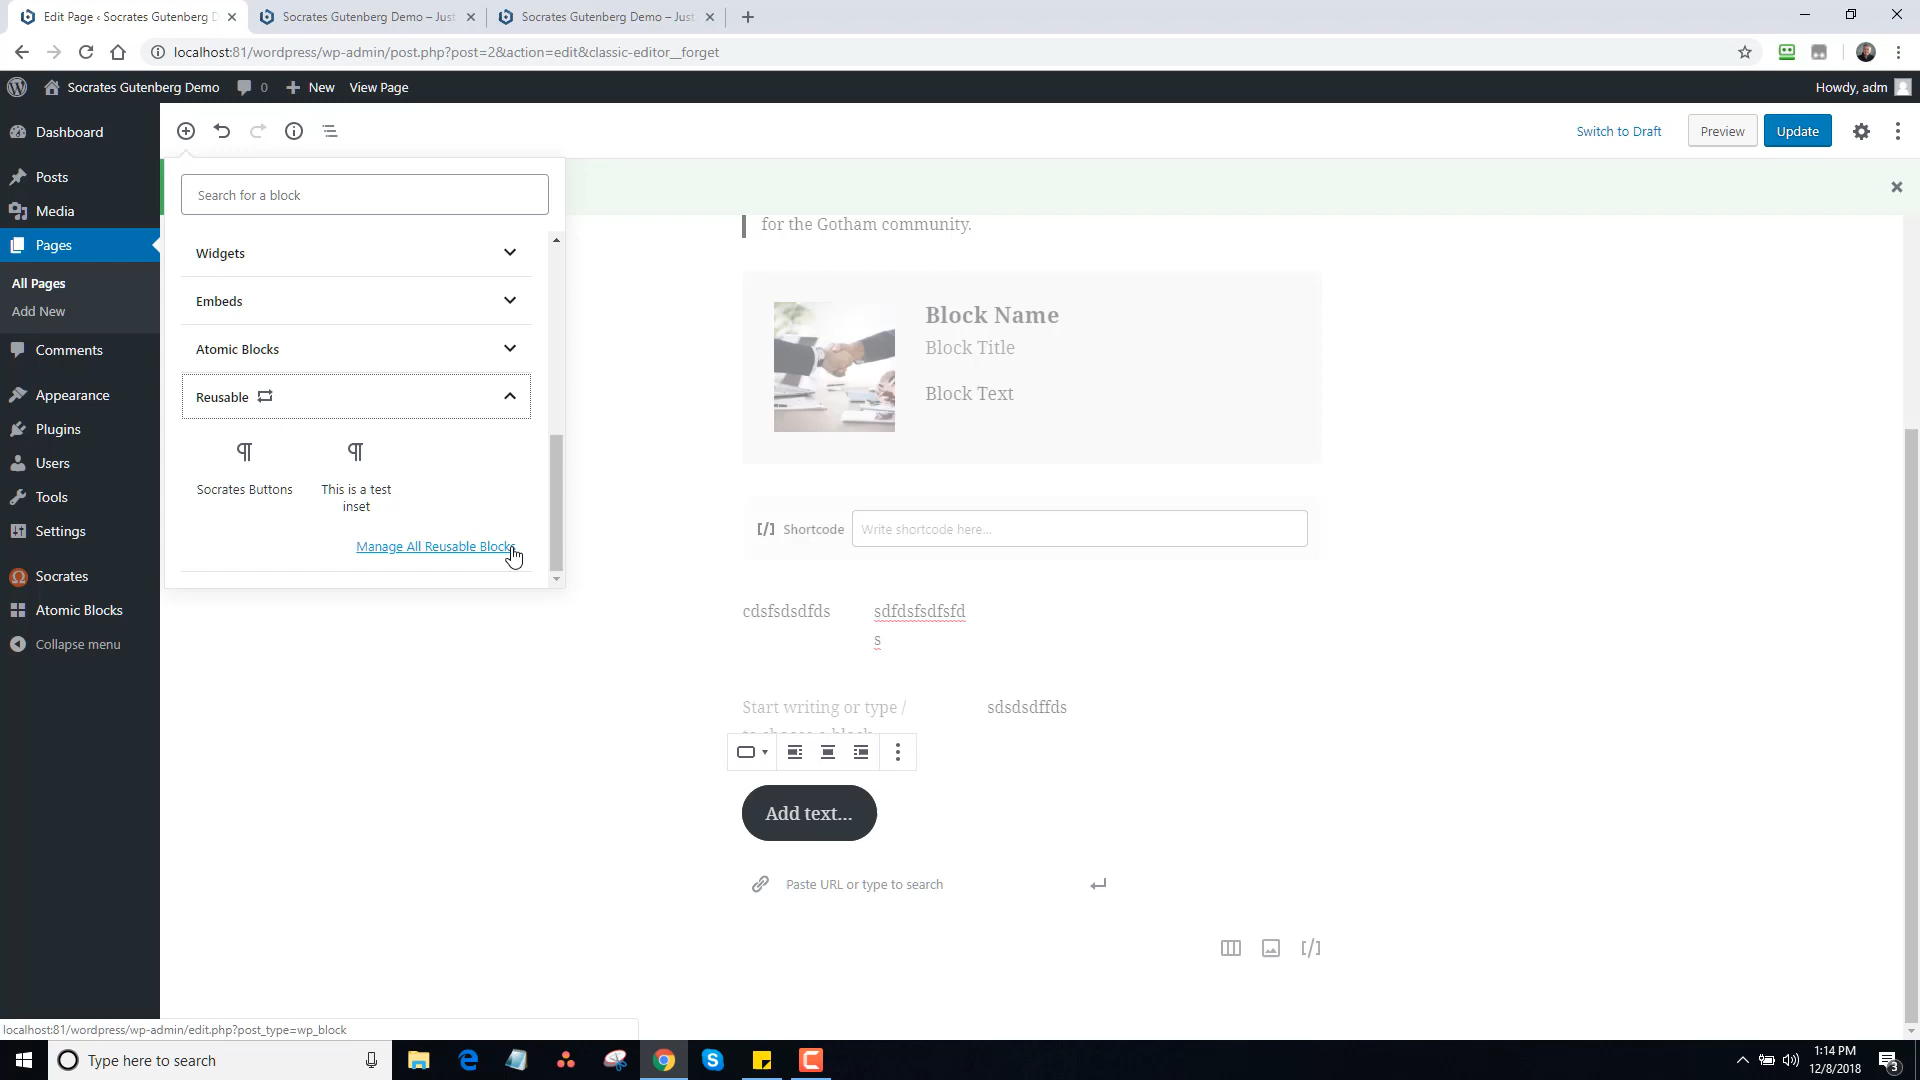 Edit Page ‹ Socrates Gutenberg D
Socrates Gutenberg Demo – Just
Socrates Gutenberg Demo – Just
localhost:81/wordpress/wp-admin/post.php?post=2&action=edit&classic-editor__forget
Socrates Gutenberg Demo
0
New
View Page
Howdy, adm
Dashboard
Posts
Media
Pages
All Pages
Add New
Comments
Appearance
Plugins
Users
Tools
Settings
Socrates
Atomic Blocks
Collapse menu
Switch to Draft
Preview
Update
Search for a block
Widgets
Embeds
Atomic Blocks
Reusable
Socrates Buttons
This is a test
inset
Manage All Reusable Blocks
for the Gotham community.
Block Name
Block Title
Block Text
[/] Shortcode
Write shortcode here...
cdsfsdsdfds
sdfdsfsdfsfd
s
Start writing or type /
to choose a block
sdsdsdffds
Add text...
Paste URL or type to search
[/]
localhost:81/wordpress/wp-admin/edit.php?post_type=wp_block
Type here to search
1:14 PM
12/8/2018
3